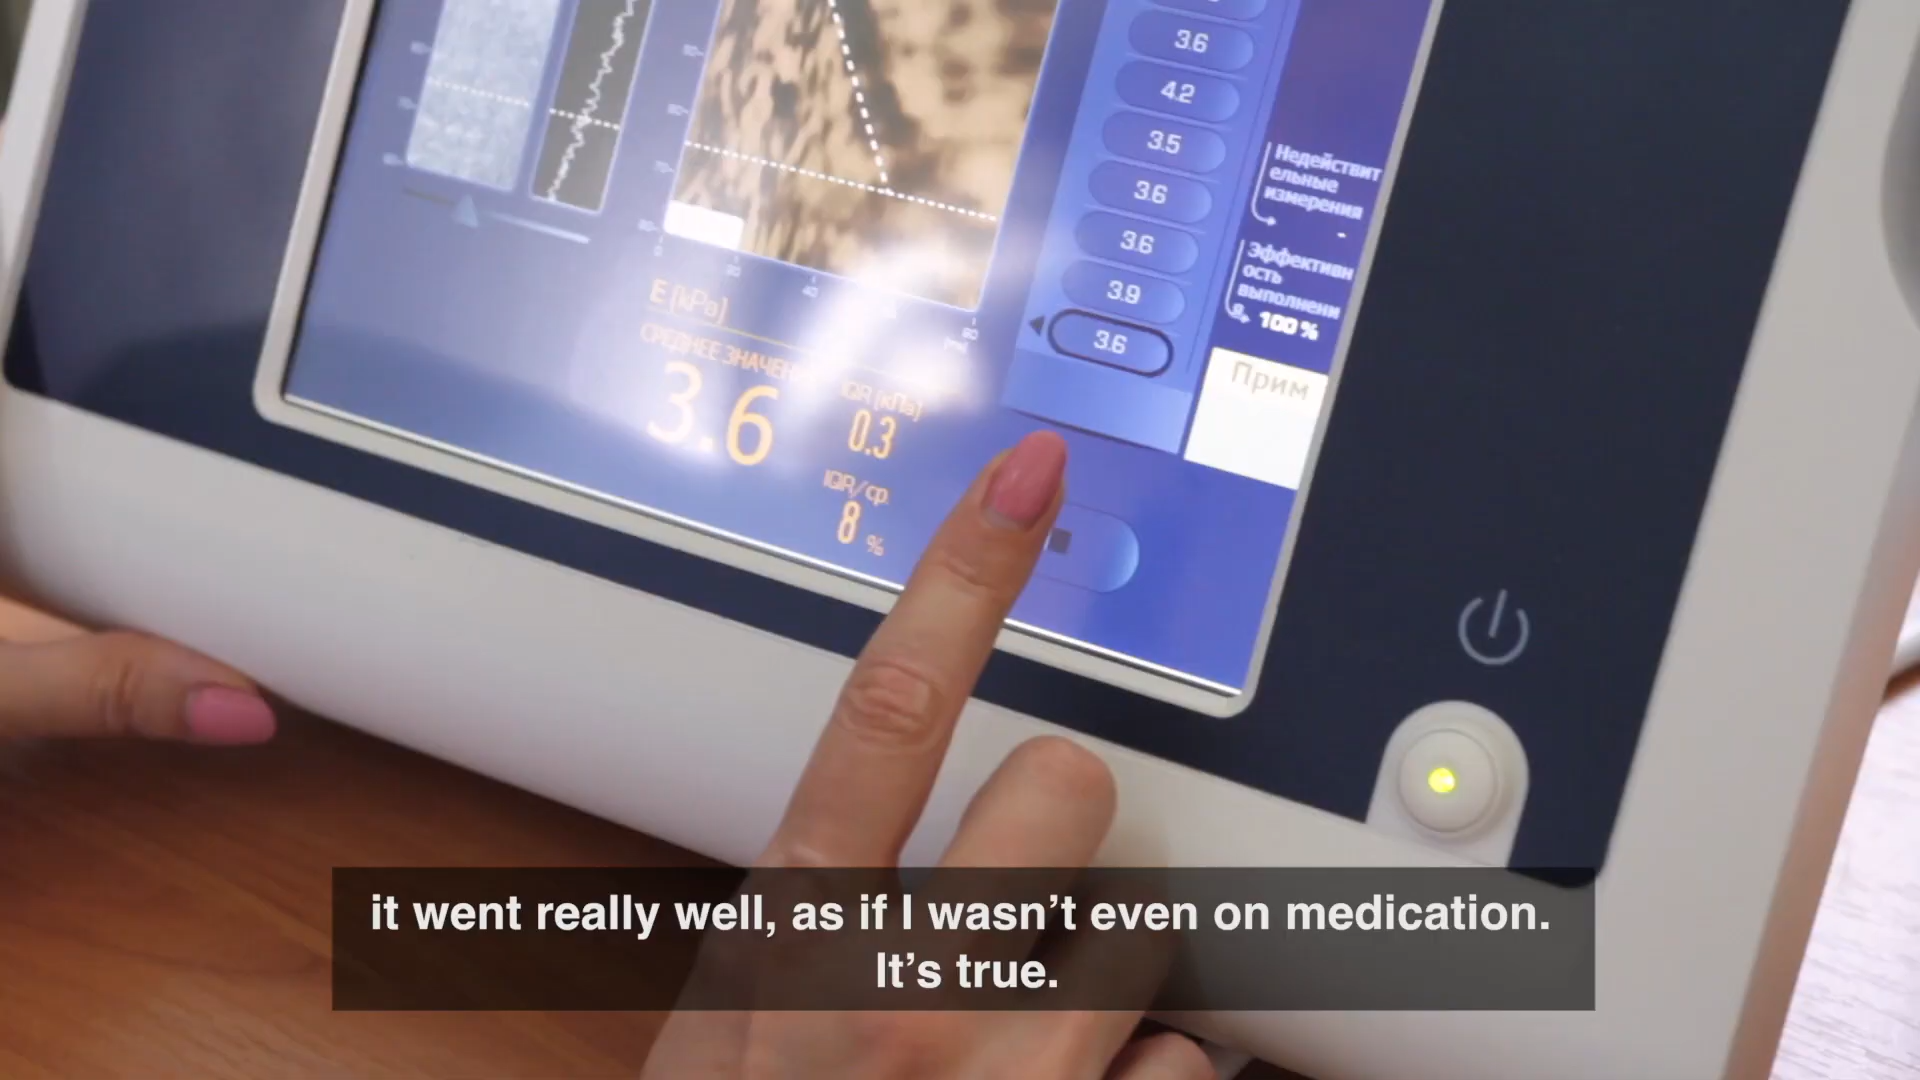 E [kPa]
СРЕДНЕЕ
3.6
IQR [кПа]
0.3
IQR/ср.
8 %
3.6
4.2
3.5
3.6
3.6
3.9
3.6
Недействит
ельные
измерения
-
Эффективн
ость
выполнени
я. 100 %
Прим
it went really well, as if I wasn’t even on medication.
It’s true.